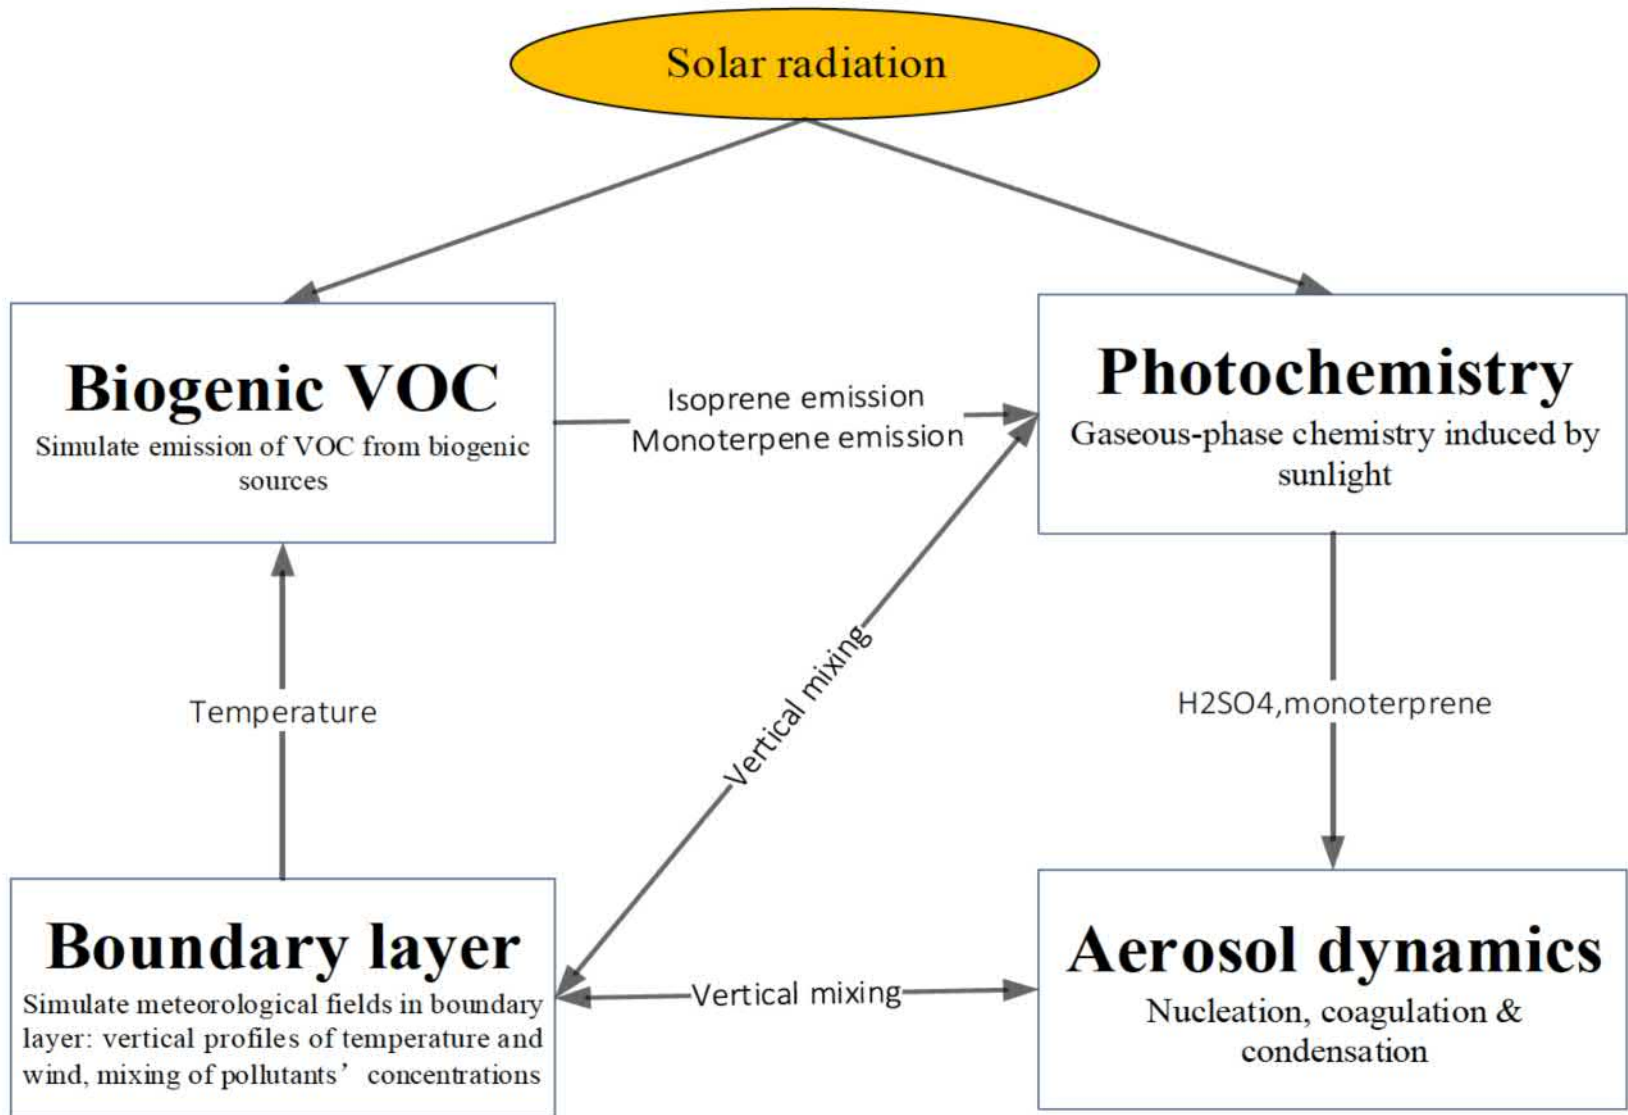 Solar radiation
Biogenic VOC
Simulate emission of VOC from biogenic
sources
Isoprene emission
Monoterpene emission
Photochemistry
Gaseous-phase chemistry induced by
sunlight
Temperature
Vertical mixing
H2SO4,monoterprene
Boundary layer
Simulate meteorological fields in boundary
layer: vertical profiles of temperature and
wind, mixing of pollutants’ concentrations
Vertical mixing
Aerosol dynamics
Nucleation, coagulation &
condensation